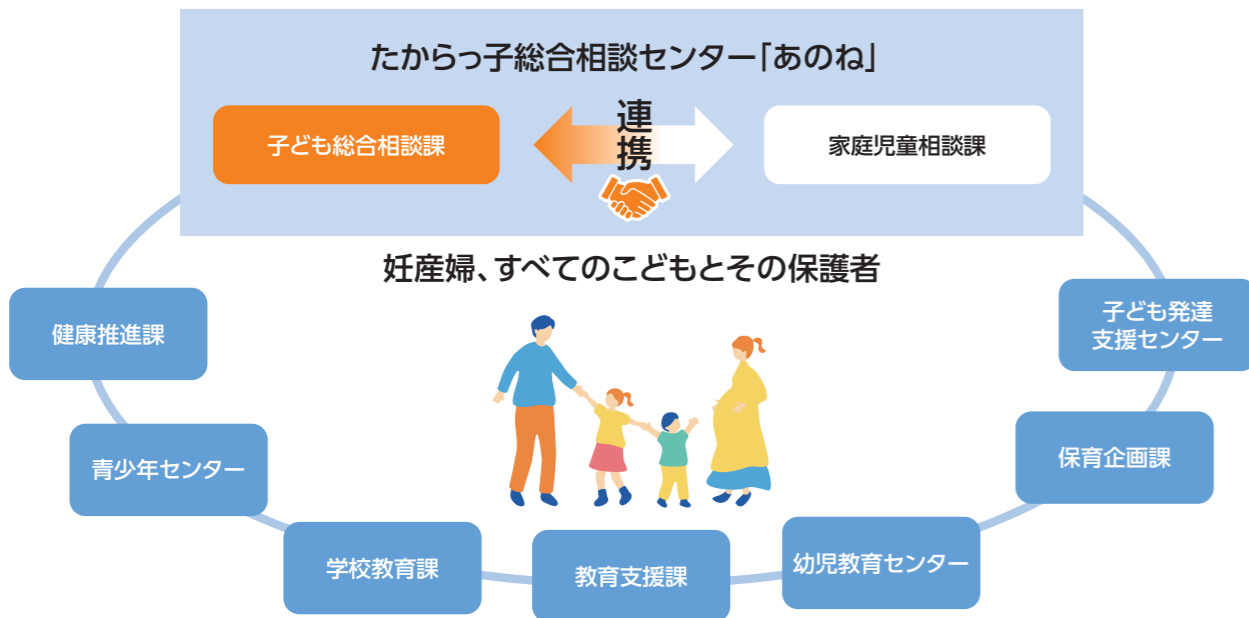 たからっ子総合相談センター「あのね」
子ども総合相談課
連
携
家庭児童相談課
妊産婦、すべてのこどもとその保護者
健康推進課
子ども発達
支援センター
青少年センター
保育企画課
学校教育課
教育支援課
幼児教育センター